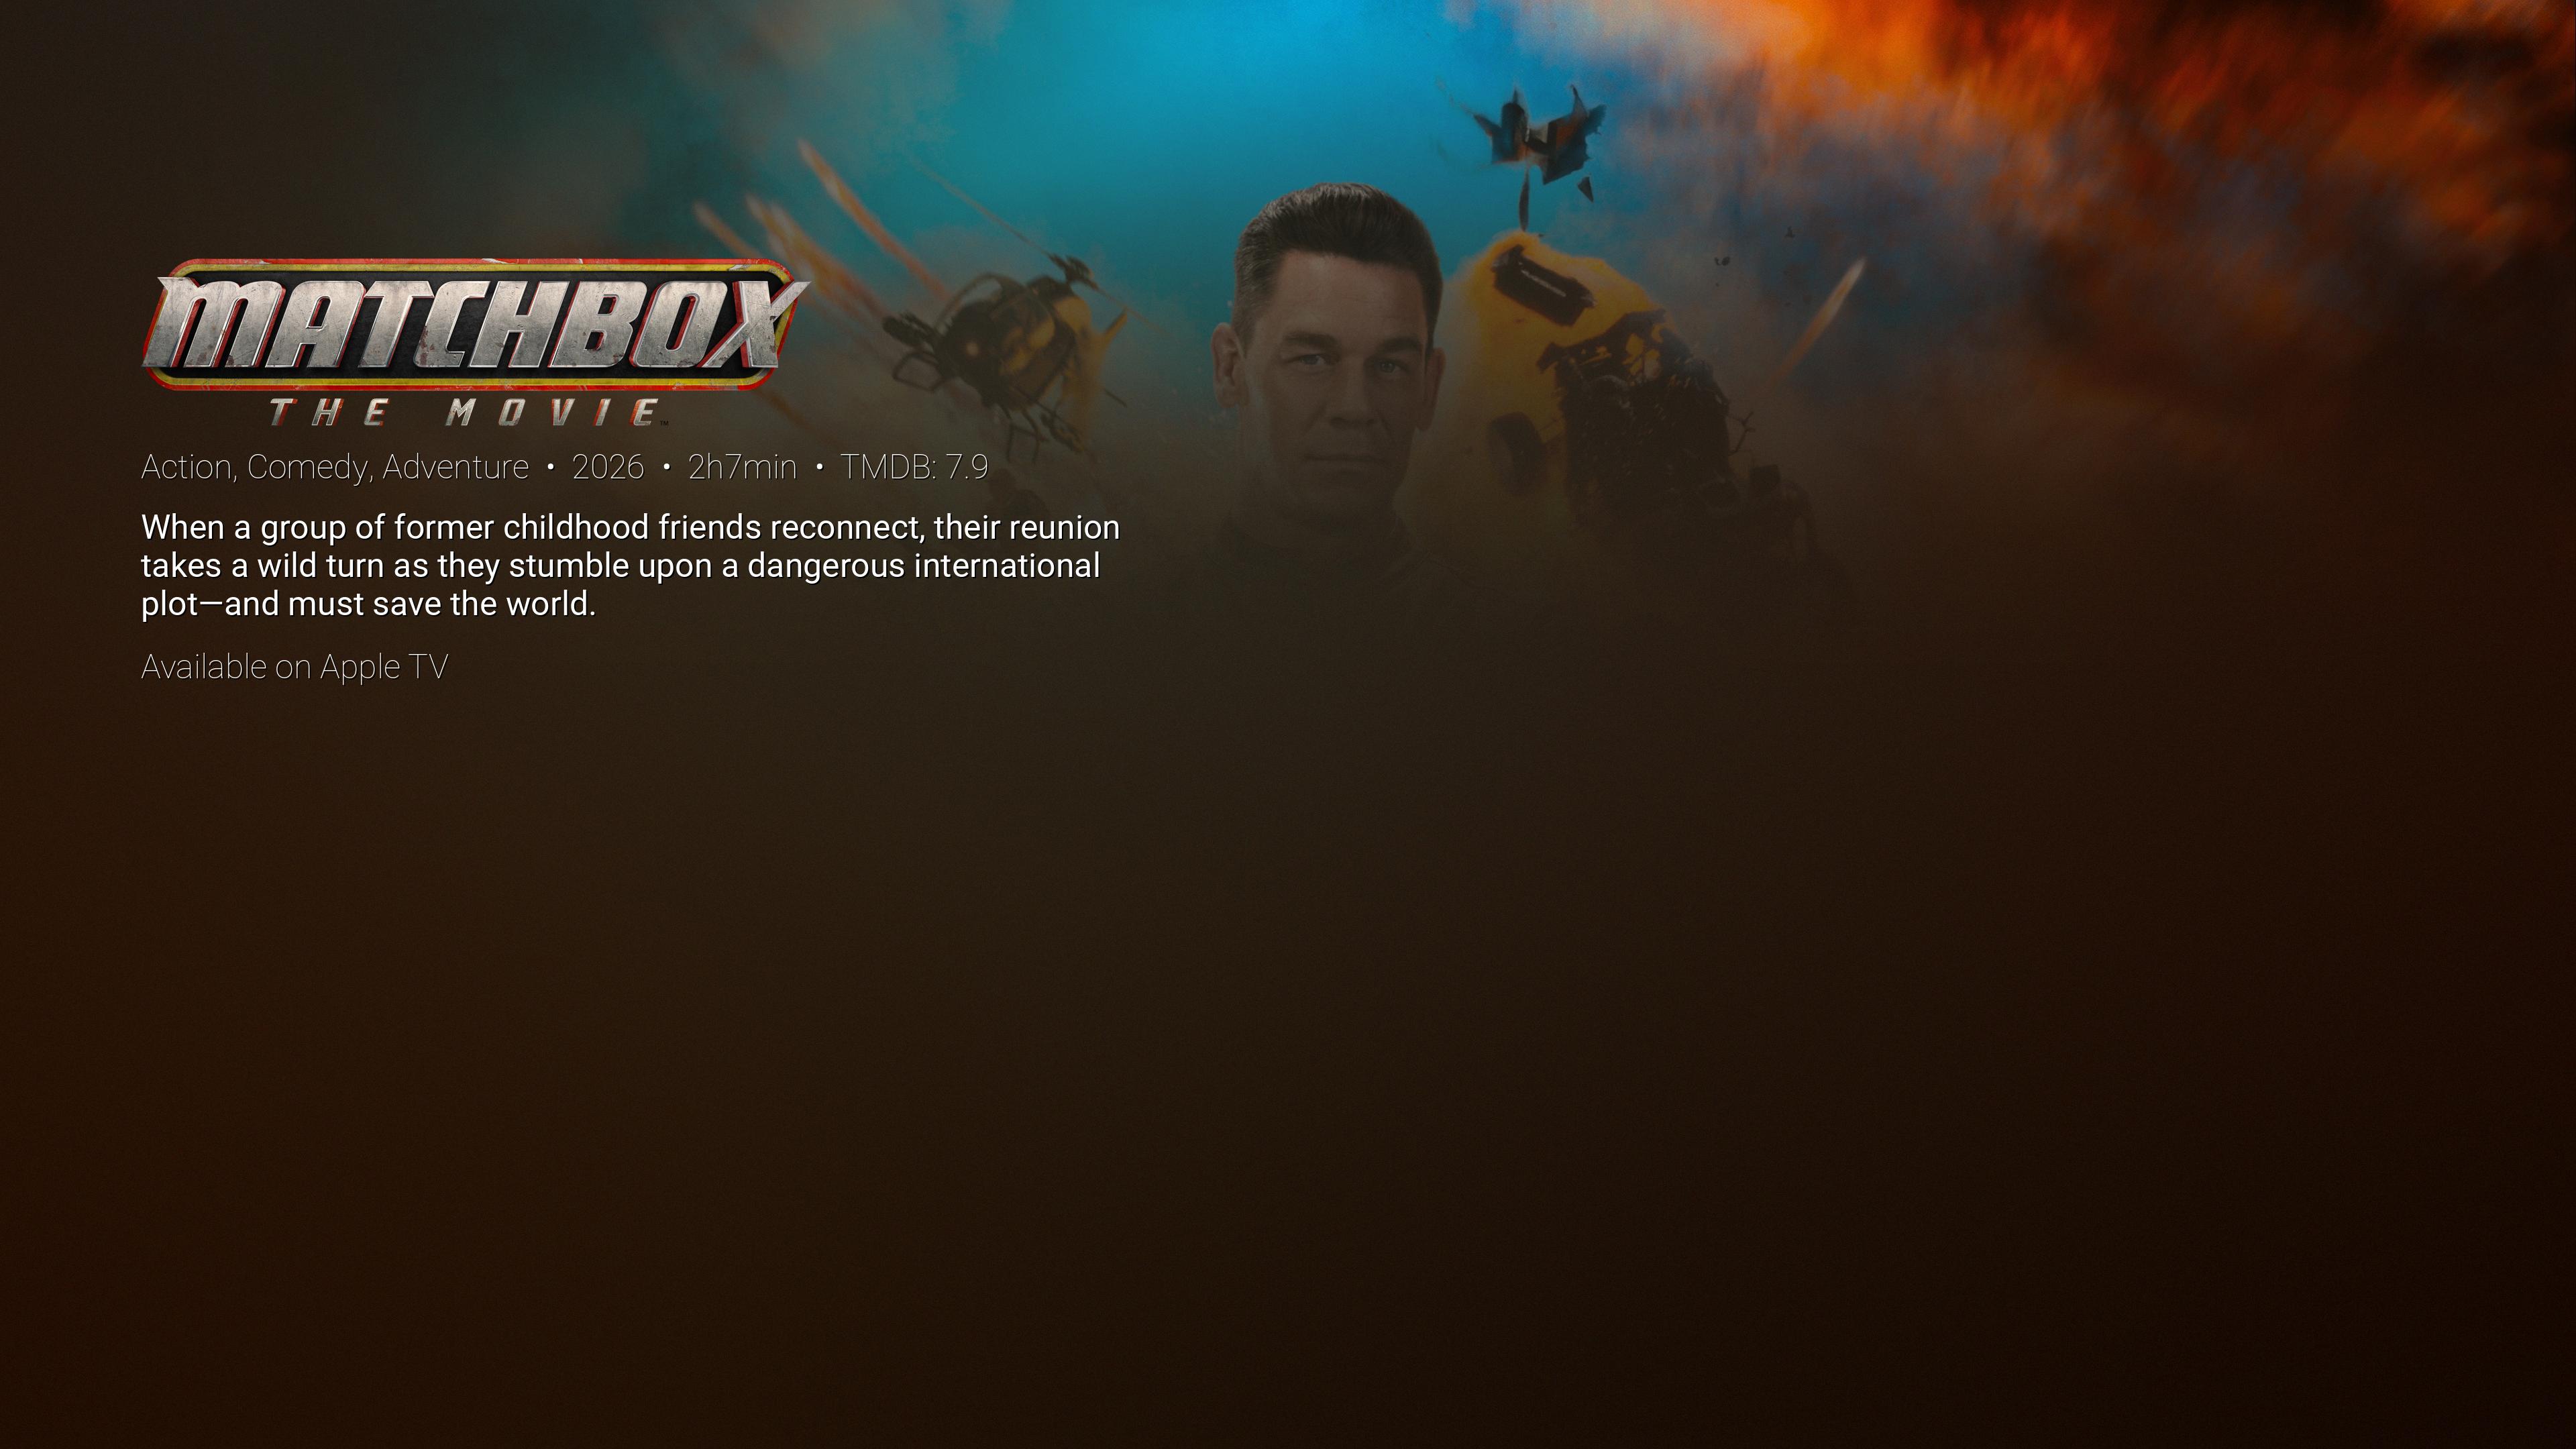 MATCHBOX
THE MOVIE™
Action, Comedy, Adventure • 2026 • 2h7min • TMDB: 7.9
When a group of former childhood friends reconnect, their reunion
takes a wild turn as they stumble upon a dangerous international
plot—and must save the world.
Available on Apple TV